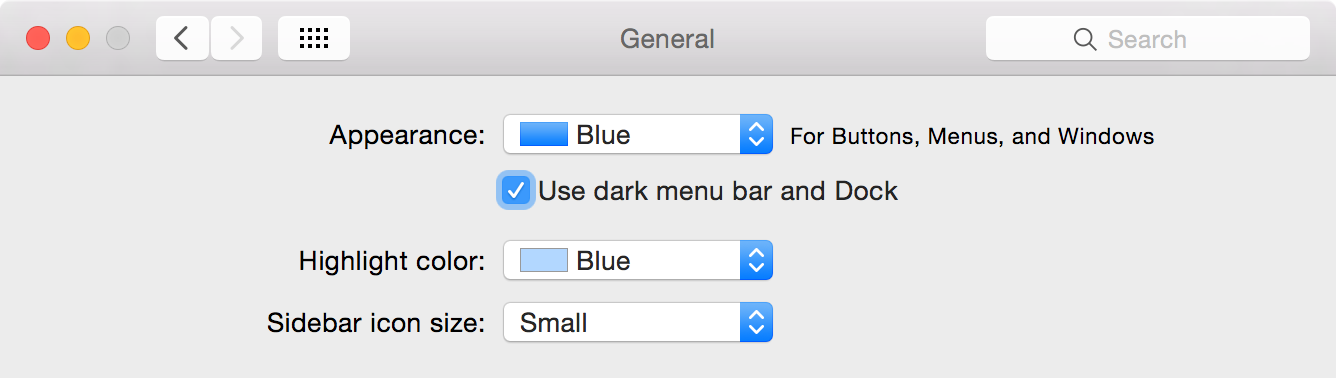 General
Search
Appearance: Blue For Buttons, Menus, and Windows
Use dark menu bar and Dock
Highlight color: Blue
Sidebar icon size: Small